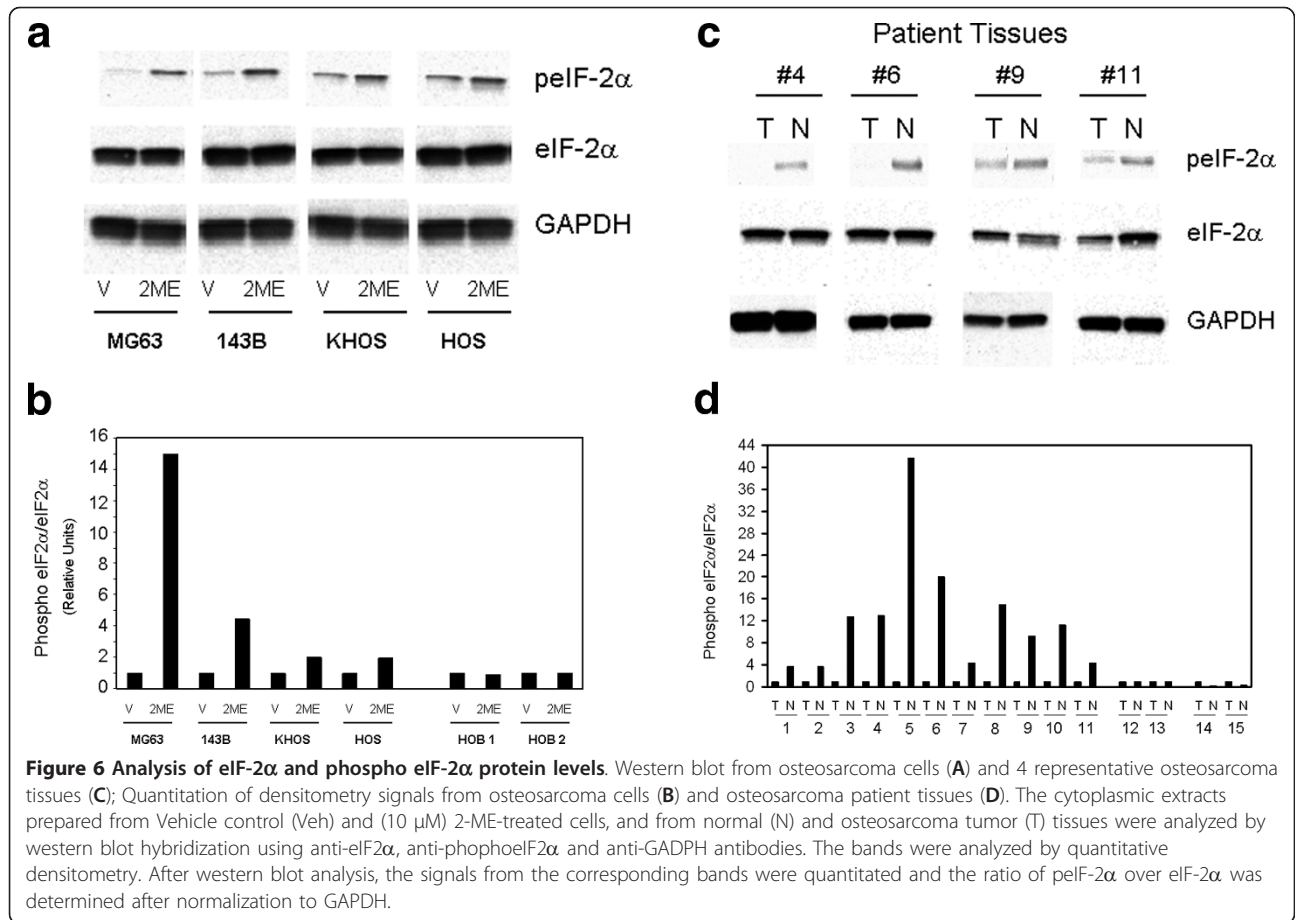 a
peIF-2α
eIF-2α
GAPDH
V 2ME V 2ME V 2ME V 2ME
MG63 143B KHOS HOS
b
Phospho eIF2α/eIF2α
(Relative Units)
16
14
12
10
8
6
4
2
0
V 2ME V 2ME V 2ME V 2ME V 2ME V 2ME
MG63 143B KHOS HOS HOB 1 HOB 2
c
Patient Tissues
#4 #6 #9 #11
T N T N T N T N
peIF-2α
eIF-2α
GAPDH
d
Phospho eIF2α/eIF2α
44
40
36
32
28
24
20
16
12
8
4
0
T N T N T N T N T N T N T N T N T N T N T N T N T N T N T N
1 2 3 4 5 6 7 8 9 10 11 12 13 14 15
Figure 6 Analysis of eIF-2α and phospho eIF-2α protein levels. Western blot from osteosarcoma cells (A) and 4 representative osteosarcoma
tissues (C); Quantitation of densitometry signals from osteosarcoma cells (B) and osteosarcoma patient tissues (D). The cytoplasmic extracts
prepared from Vehicle control (Veh) and (10 μM) 2-ME-treated cells, and from normal (N) and osteosarcoma tumor (T) tissues were analyzed by
western blot hybridization using anti-eIF2α, anti-phophoeIF2α and anti-GADPH antibodies. The bands were analyzed by quantitative
densitometry. After western blot analysis, the signals from the corresponding bands were quantitated and the ratio of peIF-2α over eIF-2α was
determined after normalization to GAPDH.